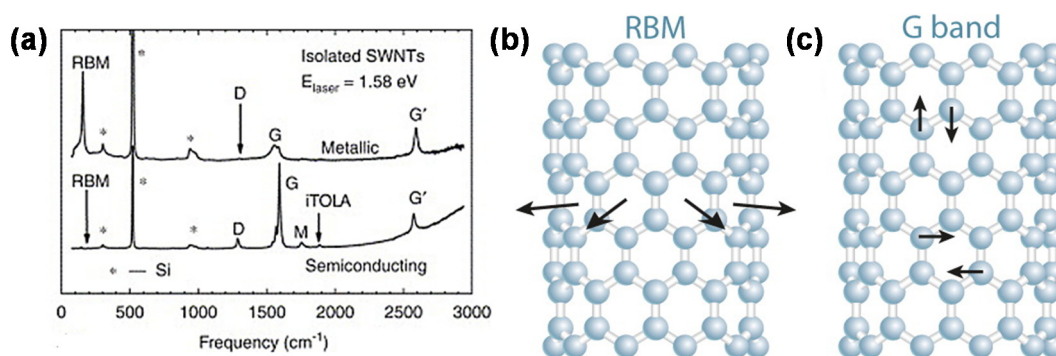 (a)
RBM
*
Isolated SWNTs
E_laser = 1.58 eV
D
G'
*
*
G
Metallic
RBM
*
G
iTOLA
G'
*
*
D
M
* — Si
Semiconducting
0 500 1000 1500 2000 2500 3000
Frequency (cm⁻¹)
(b)
RBM
(c)
G band